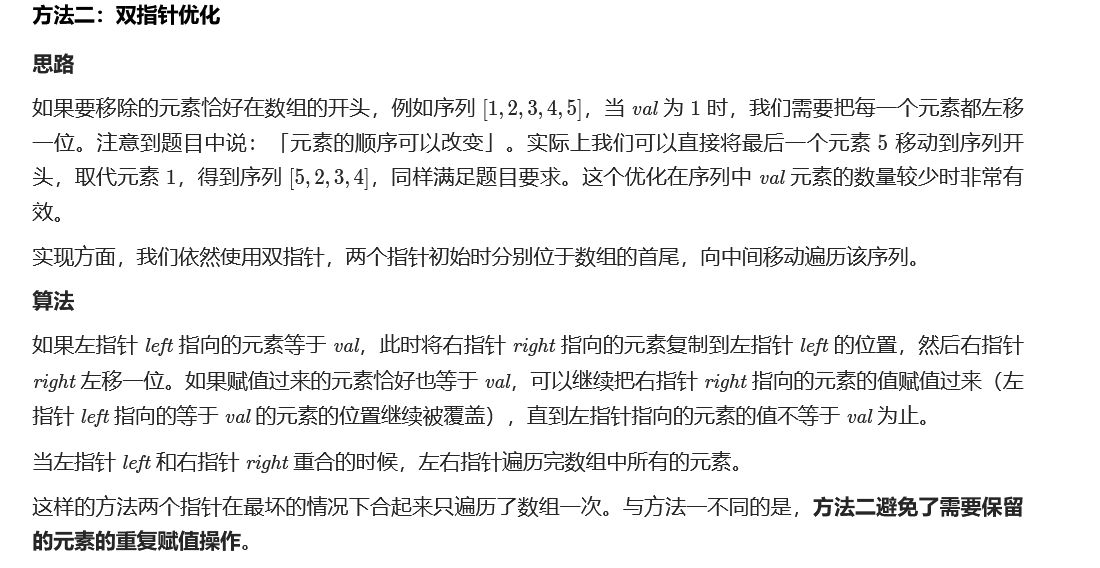 方法二：双指针优化
思路
如果要移除的元素恰好在数组的开头，例如序列 [1, 2, 3, 4, 5]，当 val 为 1 时，我们需要把每一个元素都左移
一位。注意到题目中说：「元素的顺序可以改变」。实际上我们可以直接将最后一个元素 5 移动到序列开
头，取代元素 1，得到序列 [5, 2, 3, 4]，同样满足题目要求。这个优化在序列中 val 元素的数量较少时非常有
效。
实现方面，我们依然使用双指针，两个指针初始时分别位于数组的首尾，向中间移动遍历该序列。
算法
如果左指针 left 指向的元素等于 val，此时将右指针 right 指向的元素复制到左指针 left 的位置，然后右指针
right 左移一位。如果赋值过来的元素恰好也等于 val，可以继续把右指针 right 指向的元素的值赋值过来（左
指针 left 指向的等于 val 的元素的位置继续被覆盖），直到左指针指向的元素的值不等于 val 为止。
当左指针 left 和右指针 right 重合的时候，左右指针遍历完数组中所有的元素。
这样的方法两个指针在最坏的情况下合起来只遍历了数组一次。与方法一不同的是，方法二避免了需要保留
的元素的重复赋值操作。